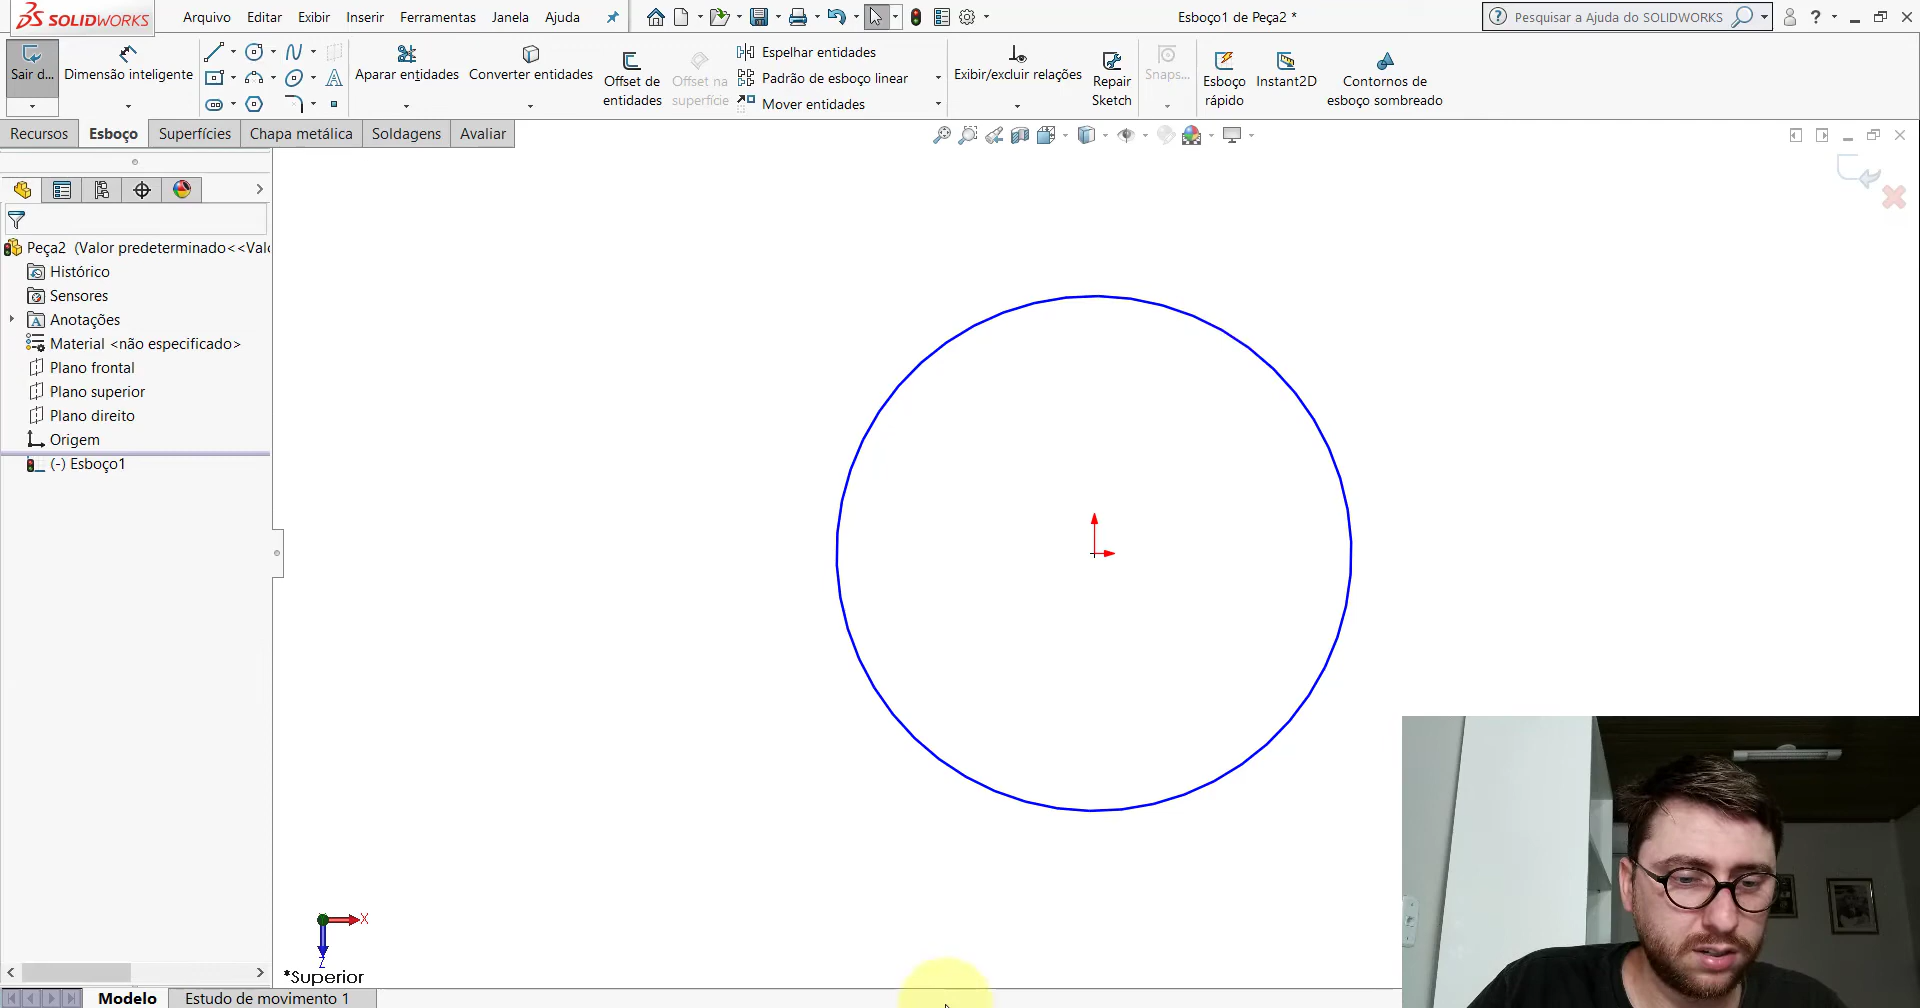 SOLIDWORKS
Arquivo Editar Exibir Inserir Ferramentas Janela Ajuda
Esboço1 de Peça2 *
Pesquisar a Ajuda do SOLIDWORKS
Sair d...
Dimensão inteligente
Aparar entidades
Converter entidades
Offset de
entidades
Offset na
superfície
Espelhar entidades
Padrão de esboço linear
Mover entidades
Exibir/excluir relações
Repair
Sketch
Snaps...
Esboço
rápido
Instant2D
Contornos de
esboço sombreado
Recursos Esboço Superfícies Chapa metálica Soldagens Avaliar
Peça2 (Valor predeterminado<<Valo
Histórico
Sensores
Anotações
Material <não especificado>
Plano frontal
Plano superior
Plano direito
Origem
(-) Esboço1
X
Z
*Superior
Modelo Estudo de movimento 1